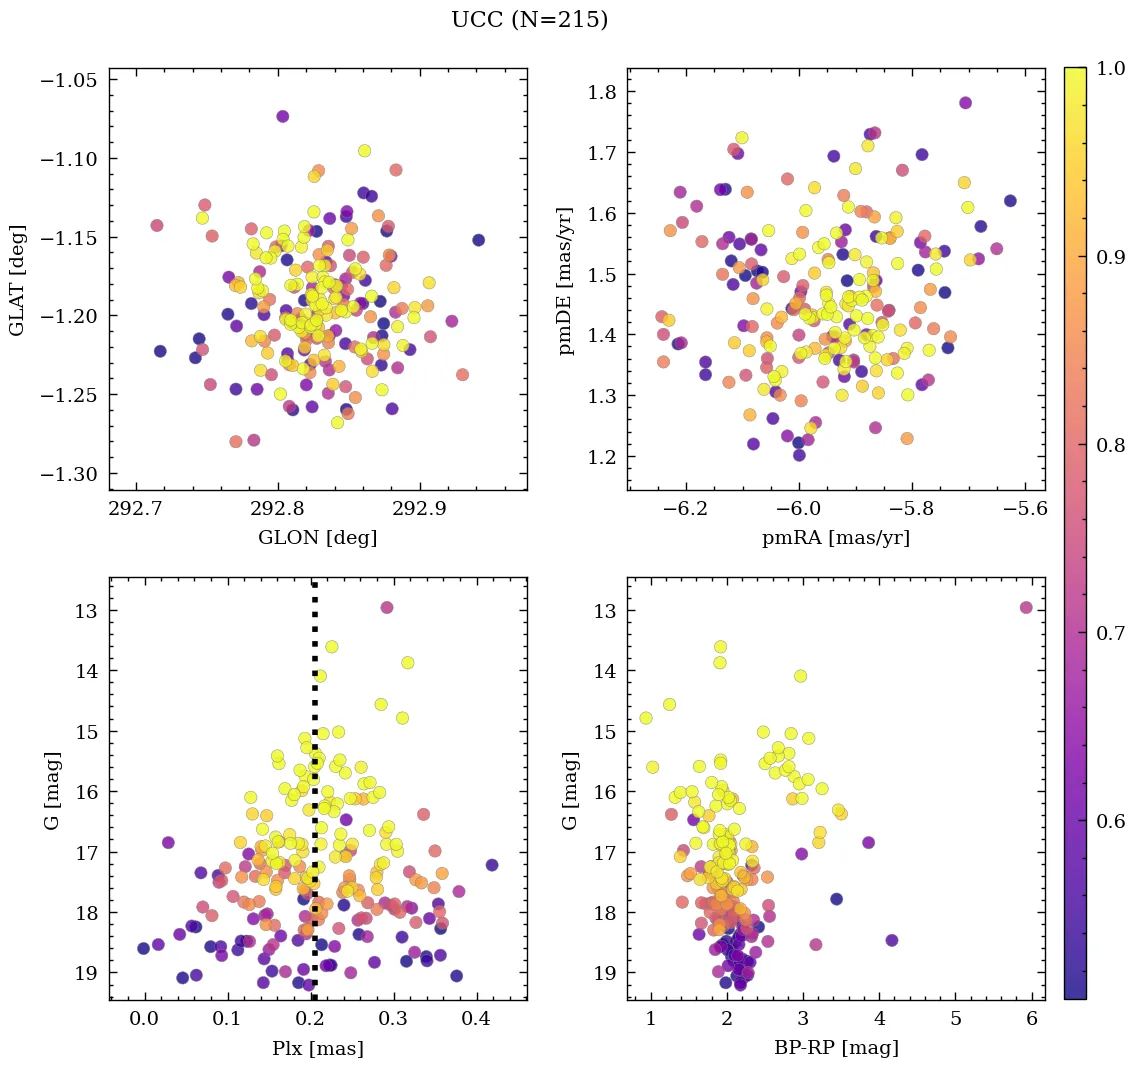 UCC (N=215)
−1.05
−1.10
−1.15
−1.20
−1.25
−1.30
GLAT [deg]
292.7 292.8 292.9
GLON [deg]
1.8
1.7
1.6
1.5
1.4
1.3
1.2
pmDE [mas/yr]
−6.2 −6.0 −5.8 −5.6
pmRA [mas/yr]
1.0
0.9
0.8
0.7
0.6
13
14
15
16
17
18
19
G [mag]
0.0 0.1 0.2 0.3 0.4
Plx [mas]
13
14
15
16
17
18
19
G [mag]
1 2 3 4 5 6
BP-RP [mag]